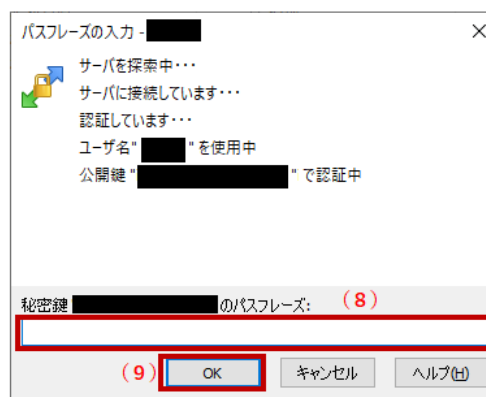 パスフレーズの入力 -
サーバを探索中・・・
サーバに接続しています・・・
認証しています・・・
ユーザ名" "を使用中
公開鍵" "で認証中
秘密鍵 のパスフレーズ: (8)
(9) OK キャンセル ヘルプ(H)